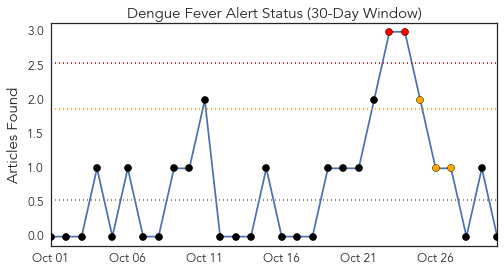 Dengue Fever Alert Status (30-Day Window)
Articles Found
3.0
2.5
2.0
1.5
1.0
0.5
0.0
Oct 01 Oct 06 Oct 11 Oct 16 Oct 21 Oct 26